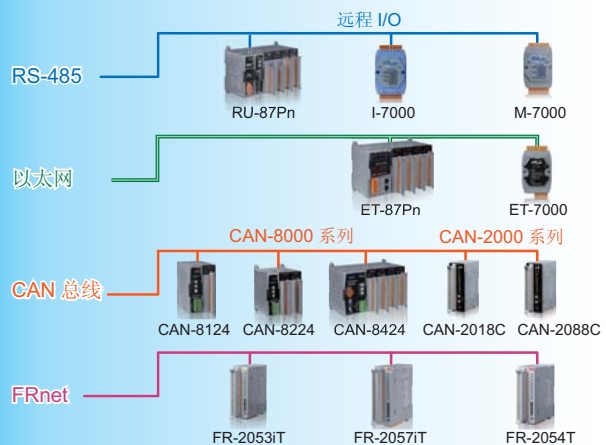 远程 I/O
RS-485
RU-87Pn
I-7000
M-7000
以太网
ET-87Pn
ET-7000
CAN-8000 系列
CAN-2000 系列
CAN 总线
CAN-8124
CAN-8224
CAN-8424
CAN-2018C
CAN-2088C
FRnet
FR-2053iT
FR-2057iT
FR-2054T